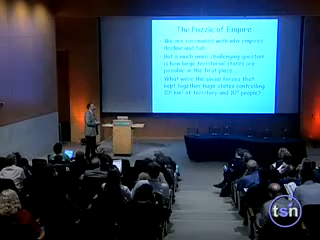 The Puzzle of Empire
• We are fascinated with why empires
decline and fall
• But a much more challenging question
is how large territorial states are
possible in the first place
• What were the social forces that
kept together huge states controlling
of territory and people?
tsn